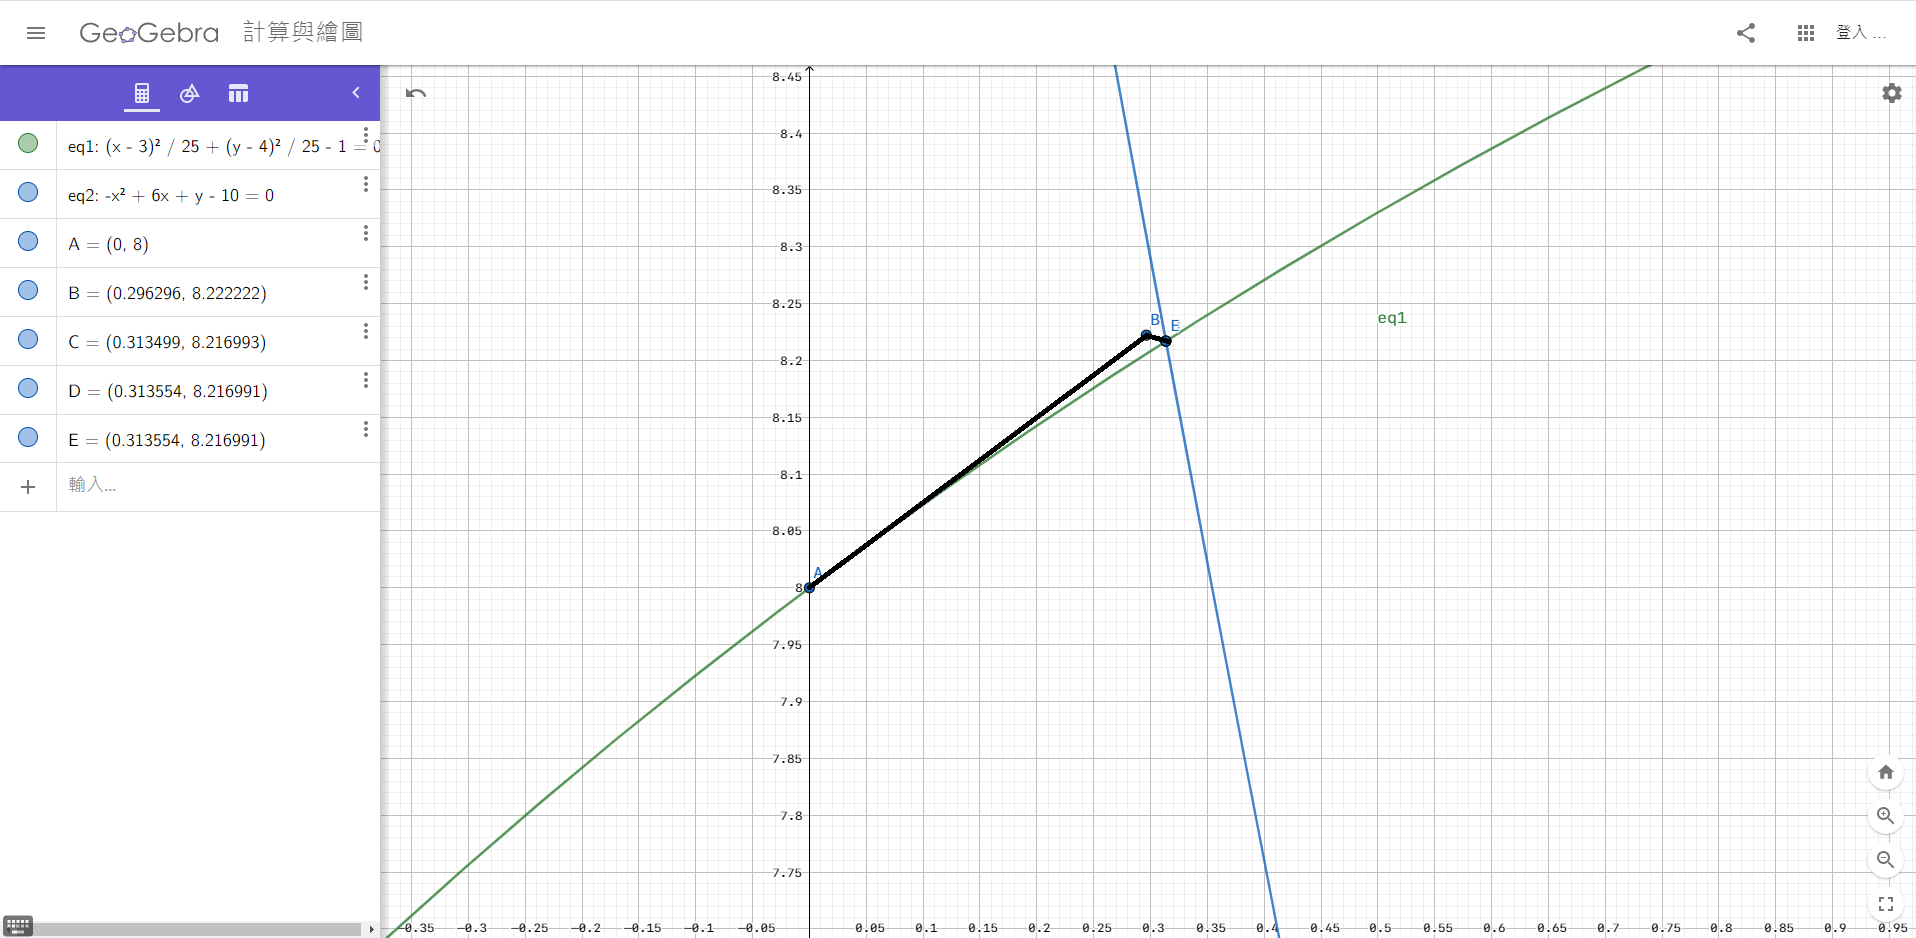 GeoGebra 計算與繪圖 登入 ...
eq1: (x - 3)² / 25 + (y - 4)² / 25 - 1 = 0
eq2: -x² + 6x + y - 10 = 0
A = (0, 8)
B = (0.296296, 8.222222)
C = (0.313499, 8.216993)
D = (0.313554, 8.216991)
E = (0.313554, 8.216991)
輸入...
8.45
8.4
8.35
8.3
8.25
8.2
8.15
8.1
8.05
8
7.95
7.9
7.85
7.8
7.75
B E
eq1
A
-0.35 -0.3 -0.25 -0.2 -0.15 -0.1 -0.05 0.05 0.1 0.15 0.2 0.25 0.3 0.35 0.4 0.45 0.5 0.55 0.6 0.65 0.7 0.75 0.8 0.85 0.9 0.95